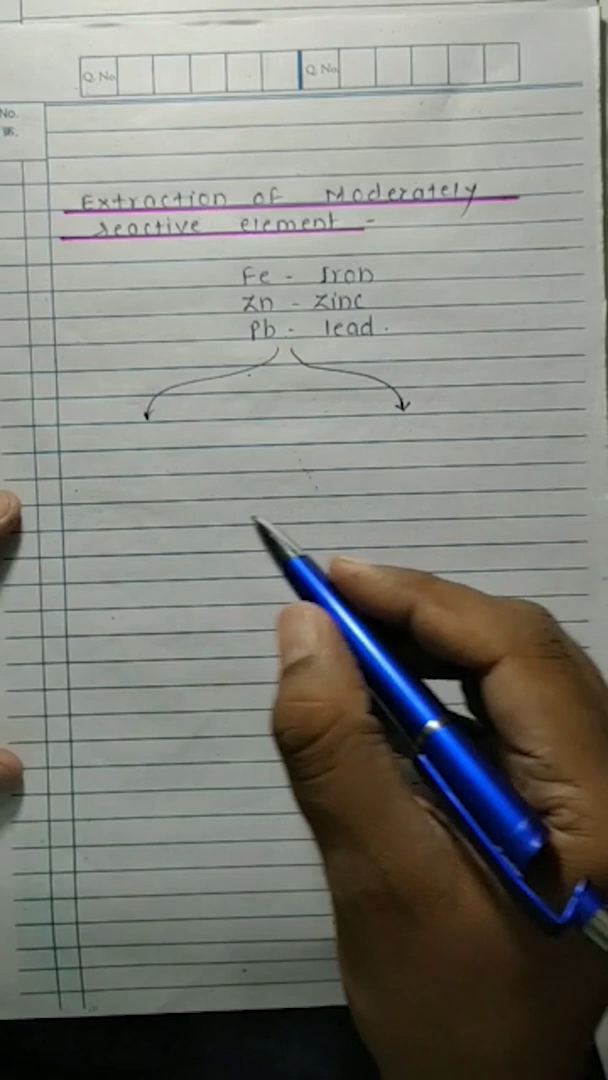 Q.No Q.No
No.
Extraction of Moderately
reactive element -
Fe - Iron
Zn - Zinc
Pb - lead.